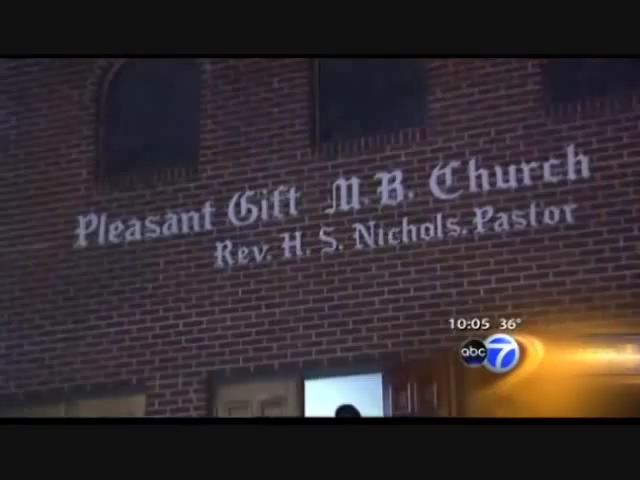 Pleasant Gift M.B. Church
Rev. H. S. Nichols. Pastor
10:05 36°
abc 7